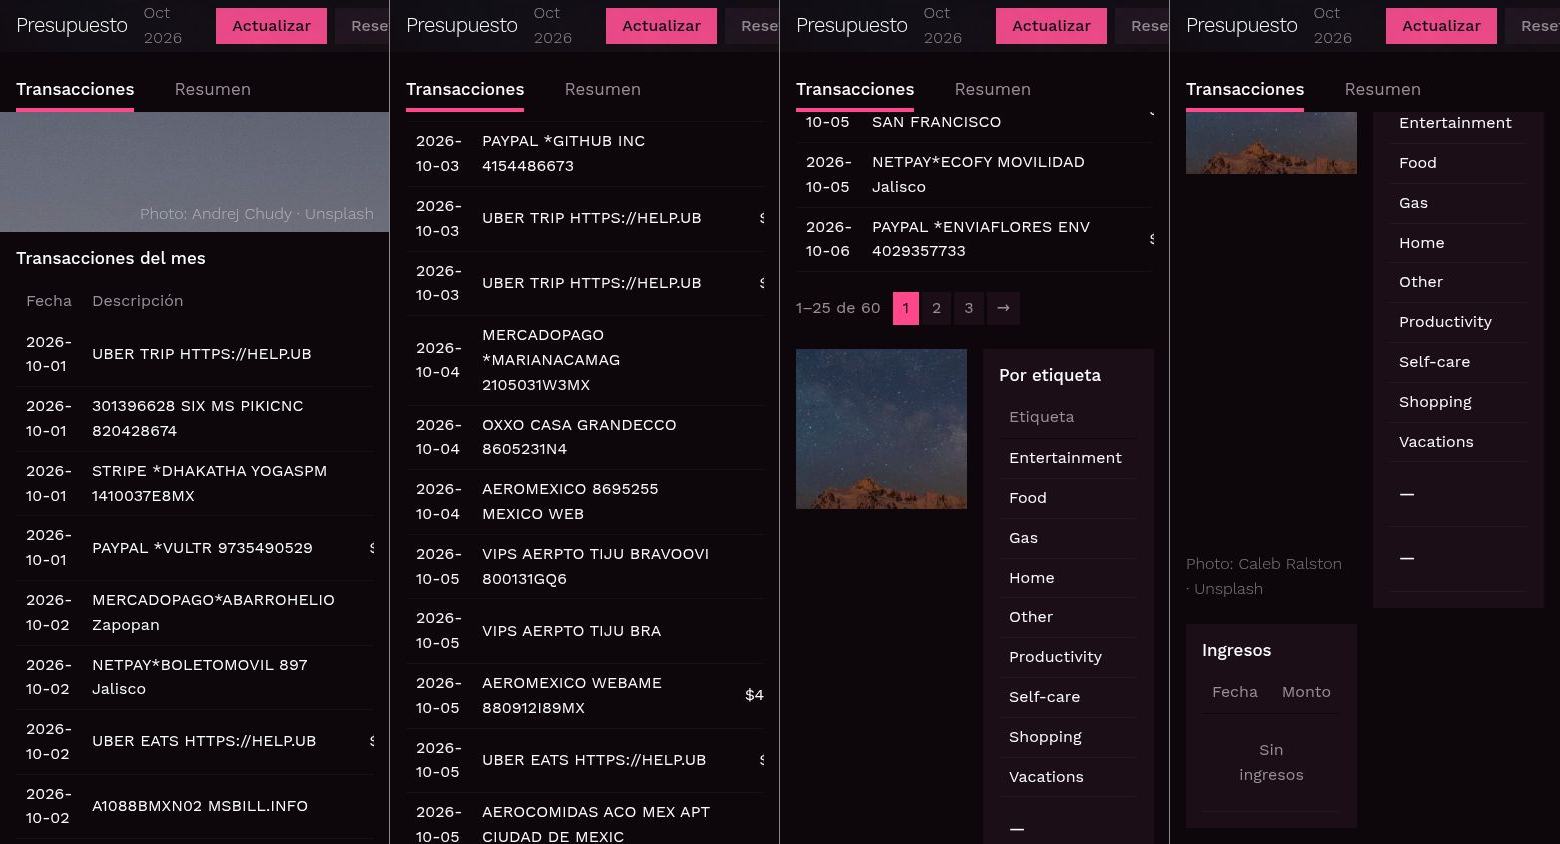 Presupuesto
Oct
2026
Actualizar
Rese
Transacciones
Resumen
Photo: Andrej Chudy · Unsplash
Transacciones del mes
Fecha Descripción
2026-
10-01
UBER TRIP HTTPS://HELP.UB
2026-
10-01
301396628 SIX MS PIKICNC
820428674
2026-
10-01
STRIPE *DHAKATHA YOGASPM
1410037E8MX
2026-
10-01
PAYPAL *VULTR 9735490529
2026-
10-02
MERCADOPAGO*ABARROHELIO
Zapopan
2026-
10-02
NETPAY*BOLETOMOVIL 897
Jalisco
2026-
10-02
UBER EATS HTTPS://HELP.UB
2026-
10-02
A1088BMXN02 MSBILL.INFO
Presupuesto
Oct
2026
Actualizar
Rese
Transacciones
Resumen
2026-
10-03
PAYPAL *GITHUB INC
4154486673
2026-
10-03
UBER TRIP HTTPS://HELP.UB
2026-
10-03
UBER TRIP HTTPS://HELP.UB
2026-
10-04
MERCADOPAGO
*MARIANACAMAG
2105031W3MX
2026-
10-04
OXXO CASA GRANDECCO
8605231N4
2026-
10-04
AEROMEXICO 8695255
MEXICO WEB
2026-
10-05
VIPS AERPTO TIJU BRAVOOVI
800131GQ6
2026-
10-05
VIPS AERPTO TIJU BRA
2026-
10-05
AEROMEXICO WEBAME
880912I89MX
$4
2026-
10-05
UBER EATS HTTPS://HELP.UB
2026-
10-05
AEROCOMIDAS ACO MEX APT
CIUDAD DE MEXIC
Presupuesto
Oct
2026
Actualizar
Rese
Transacciones
Resumen
10-05
SAN FRANCISCO
2026-
10-05
NETPAY*ECOFY MOVILIDAD
Jalisco
2026-
10-06
PAYPAL *ENVIAFLORES ENV
4029357733
1–25 de 60 1 2 3 →
Por etiqueta
Etiqueta
Entertainment
Food
Gas
Home
Other
Productivity
Self-care
Shopping
Vacations
—
Presupuesto
Oct
2026
Actualizar
Rese
Transacciones
Resumen
Entertainment
Food
Gas
Home
Other
Productivity
Self-care
Shopping
Vacations
—
—
Photo: Caleb Ralston
· Unsplash
Ingresos
Fecha Monto
Sin
ingresos